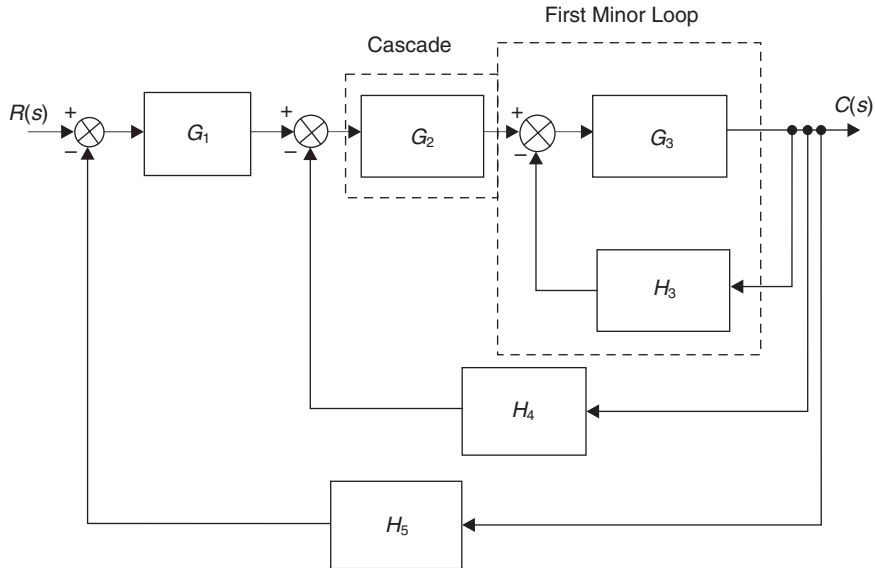 First Minor Loop
Cascade
R(s)
+
−
G₁
+
−
G₂
+
−
G₃
C(s)
H₃
H₄
H₅